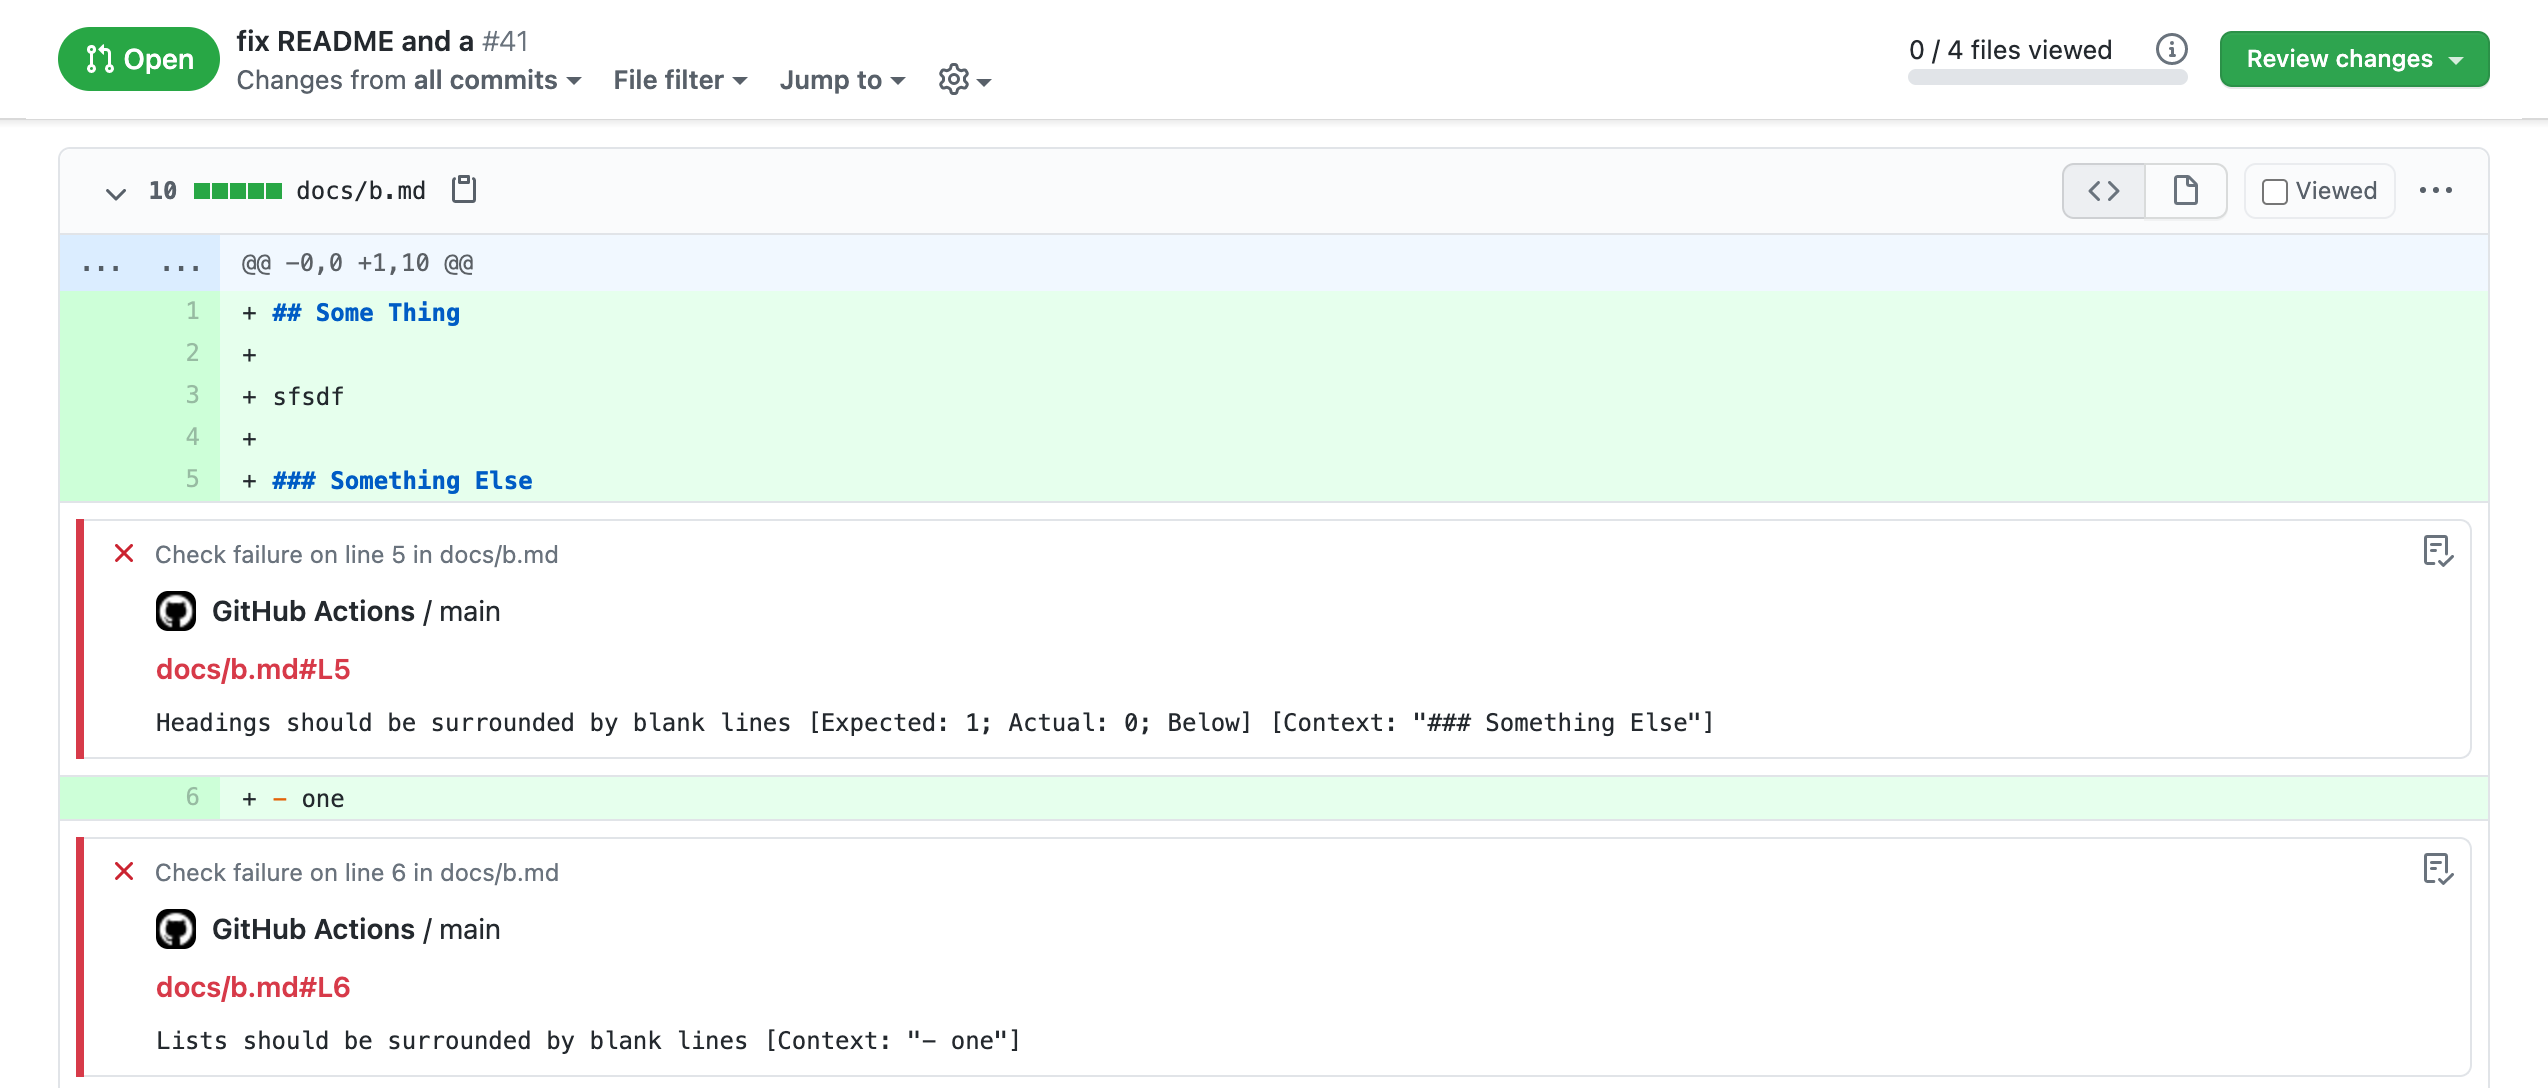 Open
fix README and a #41
Changes from all commits File filter Jump to
0 / 4 files viewed
Review changes
10 docs/b.md
Viewed
... ... @@ -0,0 +1,10 @@
1 + ## Some Thing
2 +
3 + sfsdf
4 +
5 + ### Something Else
Check failure on line 5 in docs/b.md
GitHub Actions / main
docs/b.md#L5
Headings should be surrounded by blank lines [Expected: 1; Actual: 0; Below] [Context: "### Something Else"]
6 + - one
Check failure on line 6 in docs/b.md
GitHub Actions / main
docs/b.md#L6
Lists should be surrounded by blank lines [Context: "- one"]